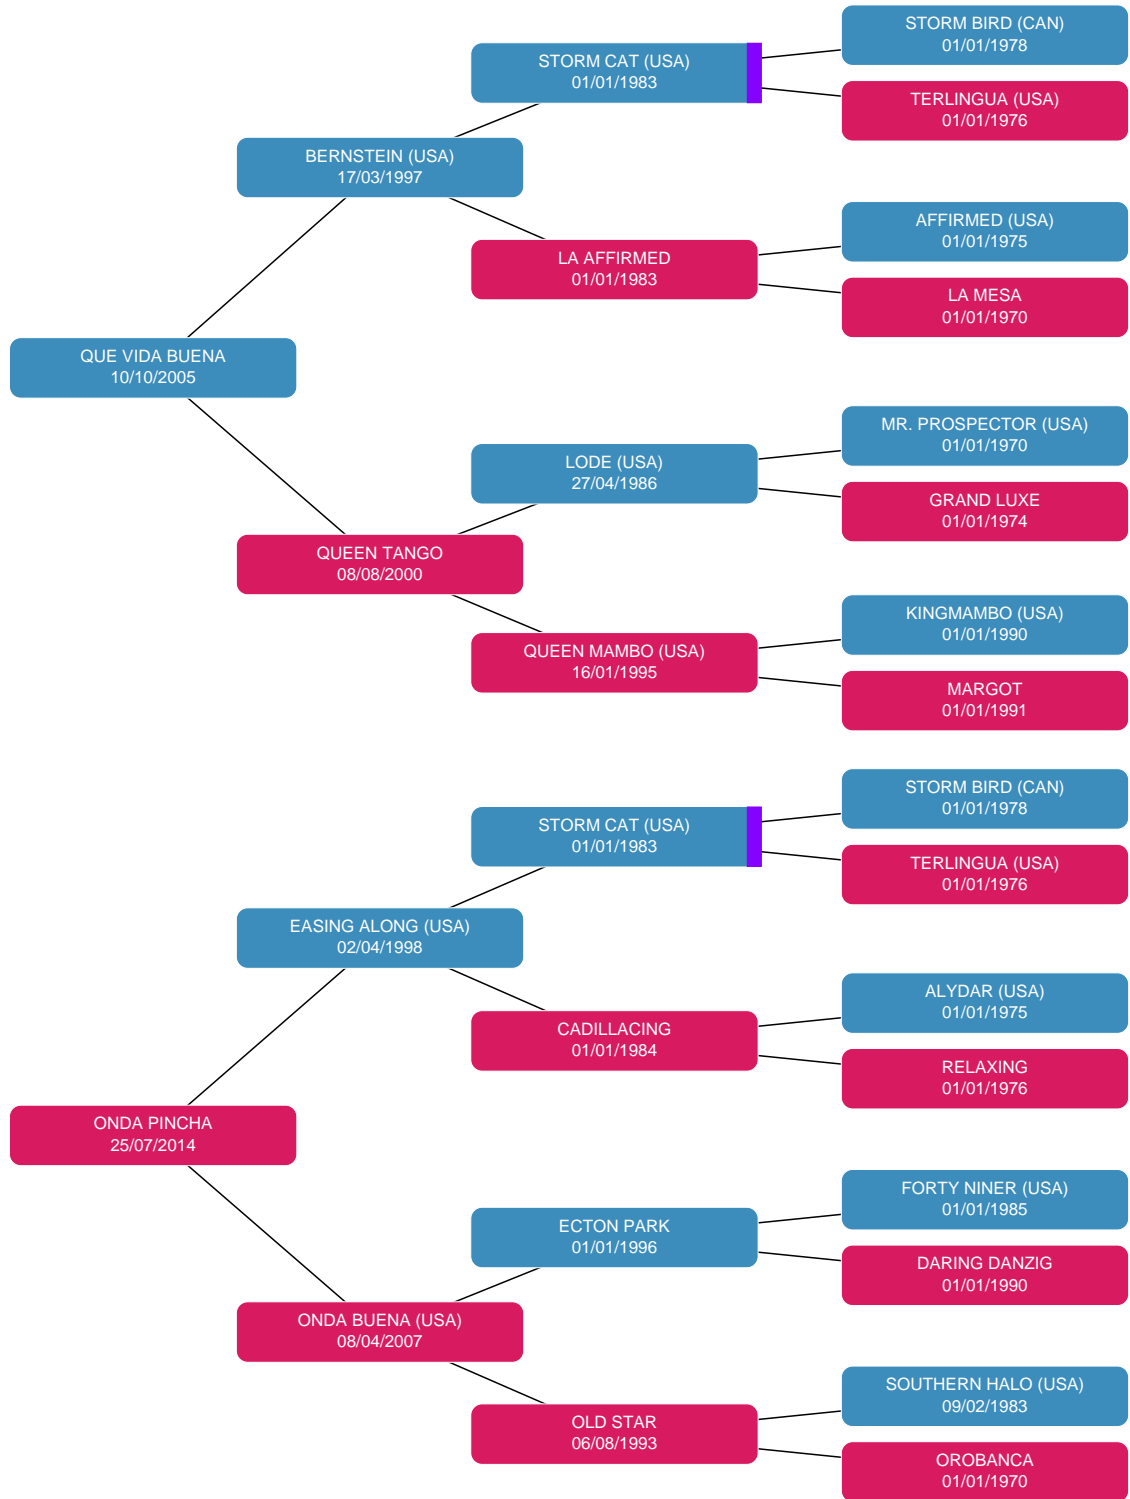 STORM BIRD (CAN)
01/01/1978
STORM CAT (USA)
01/01/1983
TERLINGUA (USA)
01/01/1976
BERNSTEIN (USA)
17/03/1997
AFFIRMED (USA)
01/01/1975
LA AFFIRMED
01/01/1983
LA MESA
01/01/1970
QUE VIDA BUENA
10/10/2005
MR. PROSPECTOR (USA)
01/01/1970
LODE (USA)
27/04/1986
GRAND LUXE
01/01/1974
QUEEN TANGO
08/08/2000
KINGMAMBO (USA)
01/01/1990
QUEEN MAMBO (USA)
16/01/1995
MARGOT
01/01/1991
STORM BIRD (CAN)
01/01/1978
STORM CAT (USA)
01/01/1983
TERLINGUA (USA)
01/01/1976
EASING ALONG (USA)
02/04/1998
ALYDAR (USA)
01/01/1975
CADILLACING
01/01/1984
RELAXING
01/01/1976
ONDA PINCHA
25/07/2014
FORTY NINER (USA)
01/01/1985
ECTON PARK
01/01/1996
DARING DANZIG
01/01/1990
ONDA BUENA (USA)
08/04/2007
SOUTHERN HALO (USA)
09/02/1983
OLD STAR
06/08/1993
OROBANCA
01/01/1970